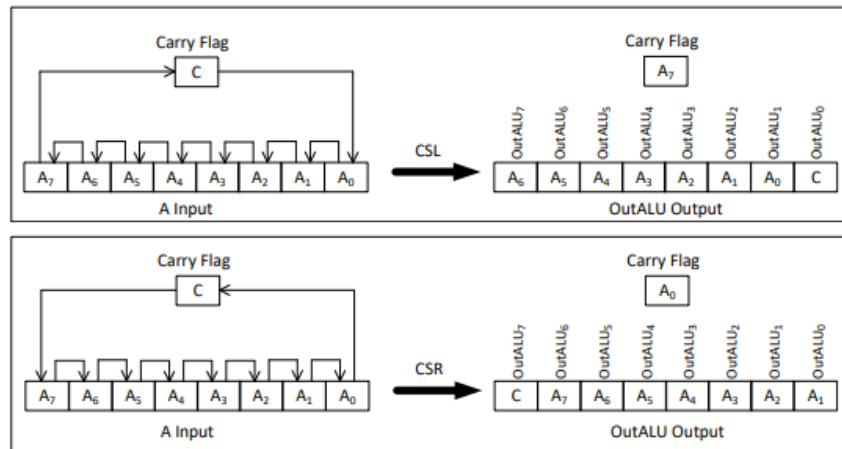 Carry Flag
C
A₇ A₆ A₅ A₄ A₃ A₂ A₁ A₀
A Input
CSL
Carry Flag
A₇
OutALU₇ OutALU₆ OutALU₅ OutALU₄ OutALU₃ OutALU₂ OutALU₁ OutALU₀
A₆ A₅ A₄ A₃ A₂ A₁ A₀ C
OutALU Output
Carry Flag
C
A₇ A₆ A₅ A₄ A₃ A₂ A₁ A₀
A Input
CSR
Carry Flag
A₀
OutALU₇ OutALU₆ OutALU₅ OutALU₄ OutALU₃ OutALU₂ OutALU₁ OutALU₀
C A₇ A₆ A₅ A₄ A₃ A₂ A₁
OutALU Output